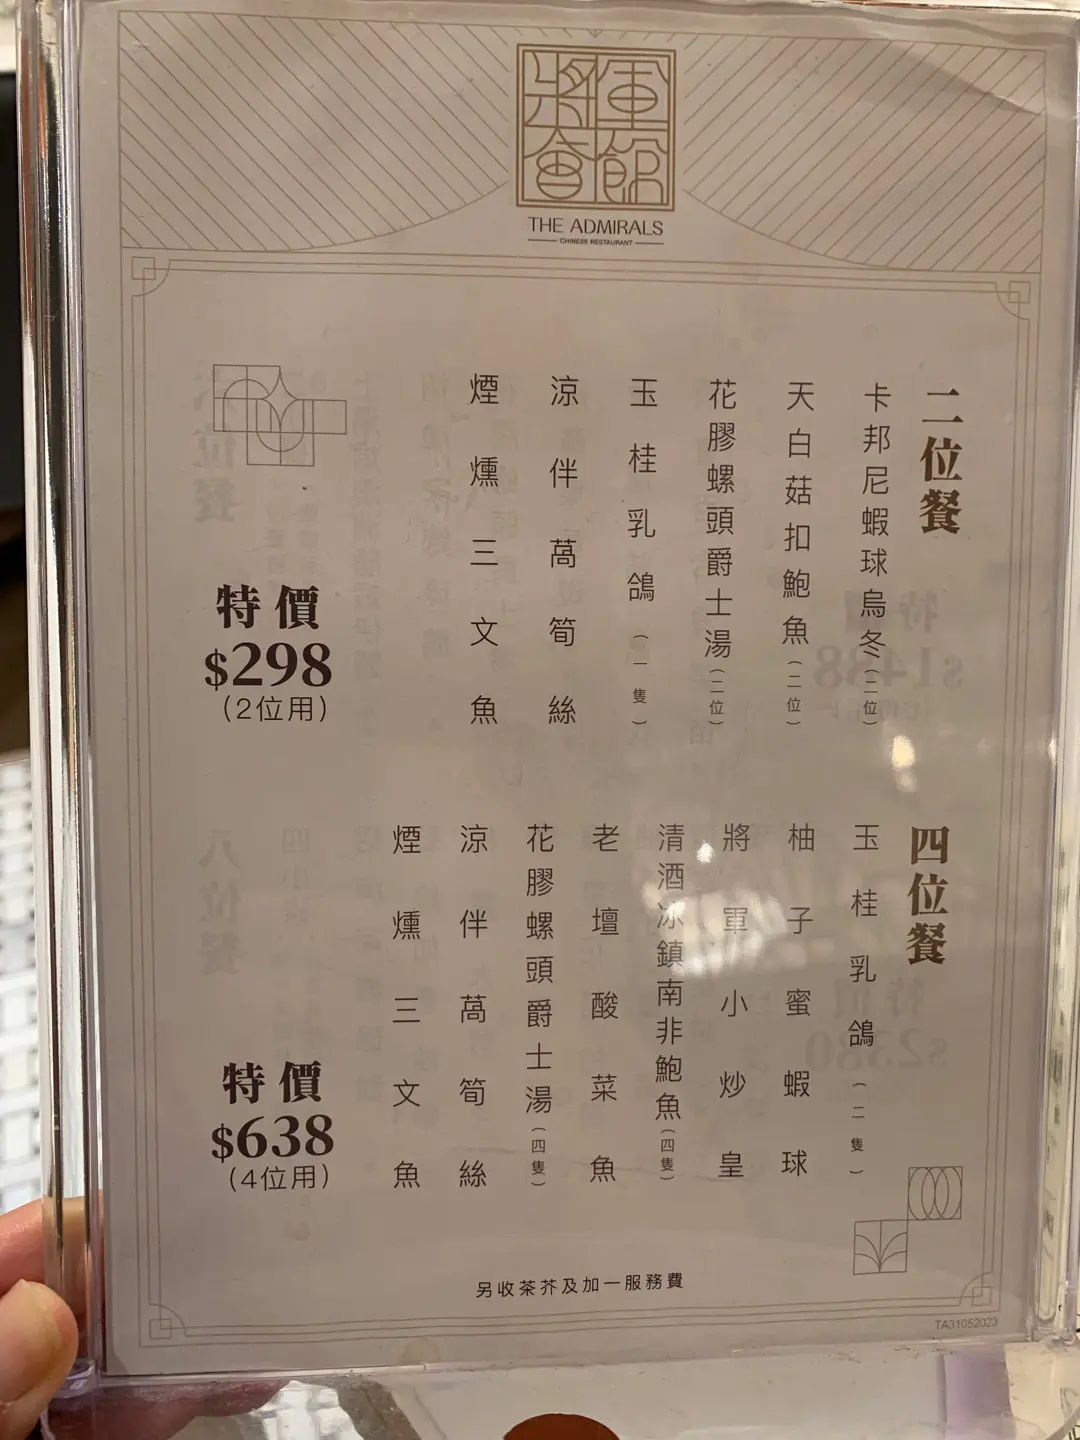 將軍會館
THE ADMIRALS
CHINESE RESTAURANT
二位餐
卡邦尼蝦球烏冬(二位)
天白菇扣鮑魚(二位)
花膠螺頭爵士湯(二位)
玉桂乳鴿(一隻)
涼伴萵筍絲
煙燻三文魚
特價
$298
(2位用)
四位餐
玉桂乳鴿(二隻)
柚子蜜蝦球
將軍小炒皇
清酒冰鎮南非鮑魚(四隻)
老壇酸菜魚
花膠螺頭爵士湯(四隻)
涼伴萵筍絲
煙燻三文魚
特價
$638
(4位用)
另收茶芥及加一服務費
TA31052023